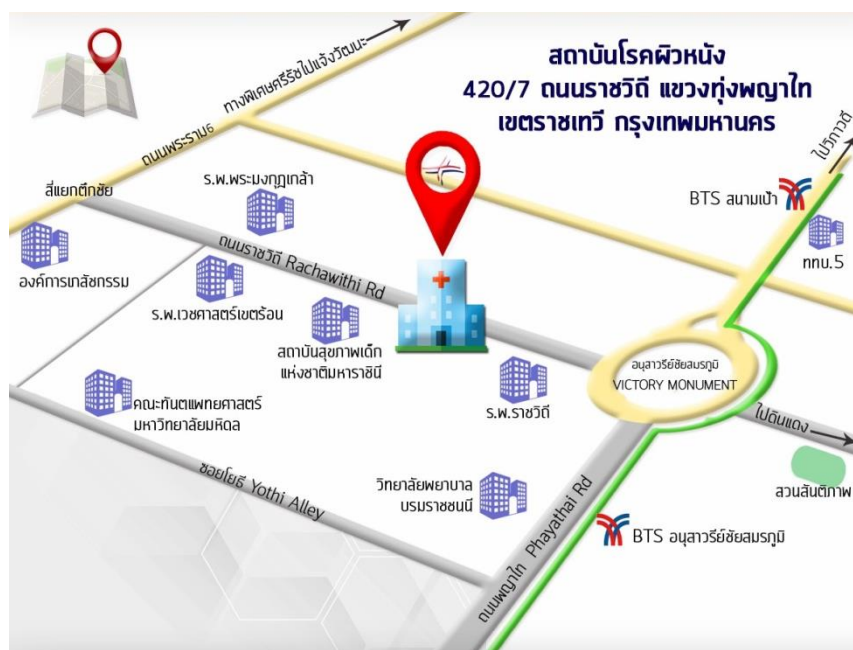 สถาบันโรคผิวหนัง
420/7 ถนนราชวิถี แขวงทุ่งพญาไท
เขตราชเทวี กรุงเทพมหานคร
ทางพิเศษศรีรัชไปแจ้งวัฒนะ
ถนนพระราม6
ไปวิภาวดี
สี่แยกตึกชัย
ร.พ.พระมงกุฎเกล้า
BTS สนามเป้า
ททบ.5
องค์การเภสัชกรรม
ถนนราชวิถี Rachawithi Rd
ร.พ.เวชศาสตร์เขตร้อน
สถาบันสุขภาพเด็ก
แห่งชาติมหาราชินี
อนุสาวรีย์ชัยสมรภูมิ
VICTORY MONUMENT
คณะทันตแพทยศาสตร์
มหาวิทยาลัยมหิดล
ร.พ.ราชวิถี
ไปดินแดง
สวนสันติภาพ
ซอยโยธี Yothi Alley
วิทยาลัยพยาบาล
บรมราชชนนี
ถนนพญาไท Phayathai Rd
BTS อนุสาวรีย์ชัยสมรภูมิ